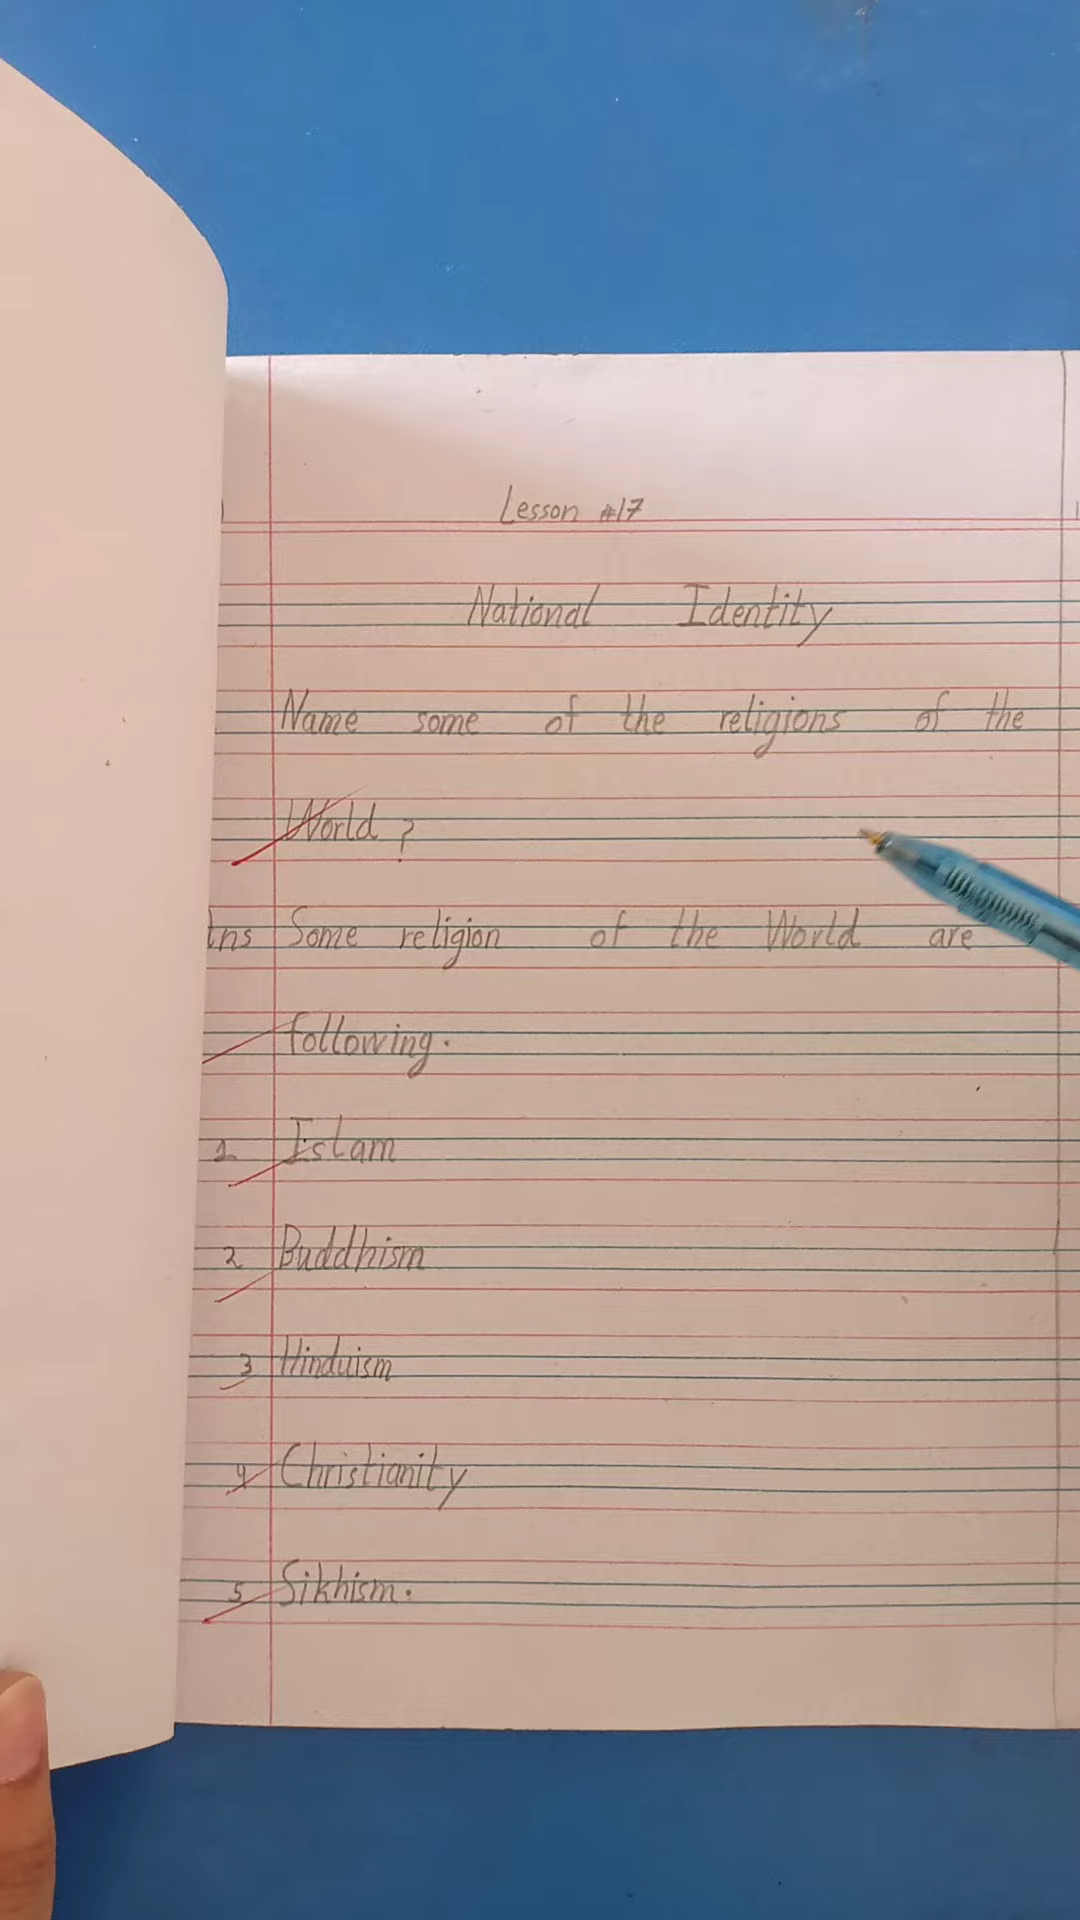 Lesson #17
National Identity
Name some of the religions of the
World ?
Ans Some religion of the World are
following.
1 Islam
2 Buddhism
3 Hinduism
4 Christianity
5 Sikhism.